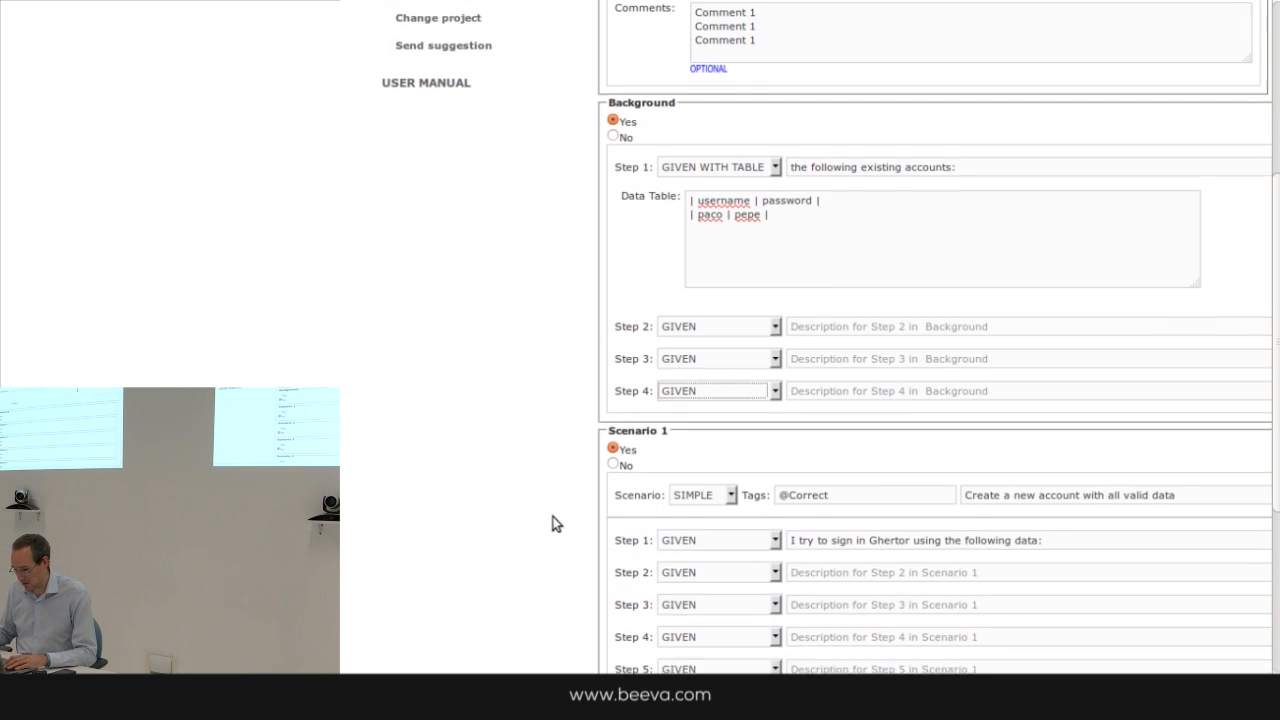 Change project
Send suggestion
USER MANUAL
Comments:
Comment 1
Comment 1
Comment 1
OPTIONAL
Background
Yes
No
Step 1: GIVEN WITH TABLE the following existing accounts:
Data Table:
| username | password |
| paco | pepe |
Step 2: GIVEN Description for Step 2 in Background
Step 3: GIVEN Description for Step 3 in Background
Step 4: GIVEN Description for Step 4 in Background
Scenario 1
Yes
No
Scenario: SIMPLE Tags: @Correct Create a new account with all valid data
Step 1: GIVEN I try to sign in Ghertor using the following data:
Step 2: GIVEN Description for Step 2 in Scenario 1
Step 3: GIVEN Description for Step 3 in Scenario 1
Step 4: GIVEN Description for Step 4 in Scenario 1
Step 5: GIVEN Description for Step 5 in Scenario 1
www.beeva.com